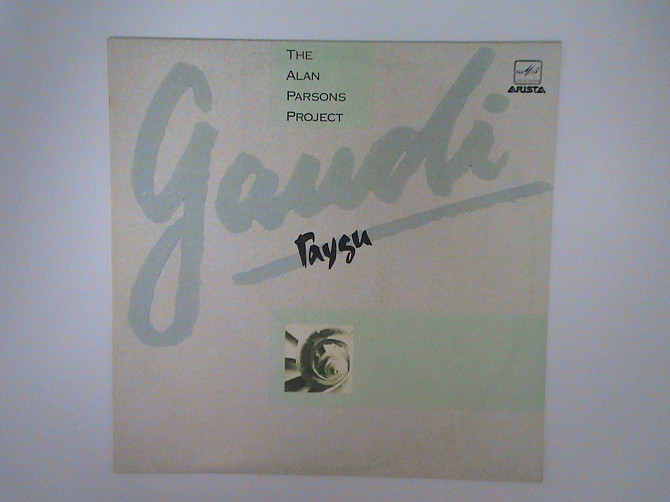 THE
ALAN
PARSONS
PROJECT
ARISTA
gaudi
Гауди